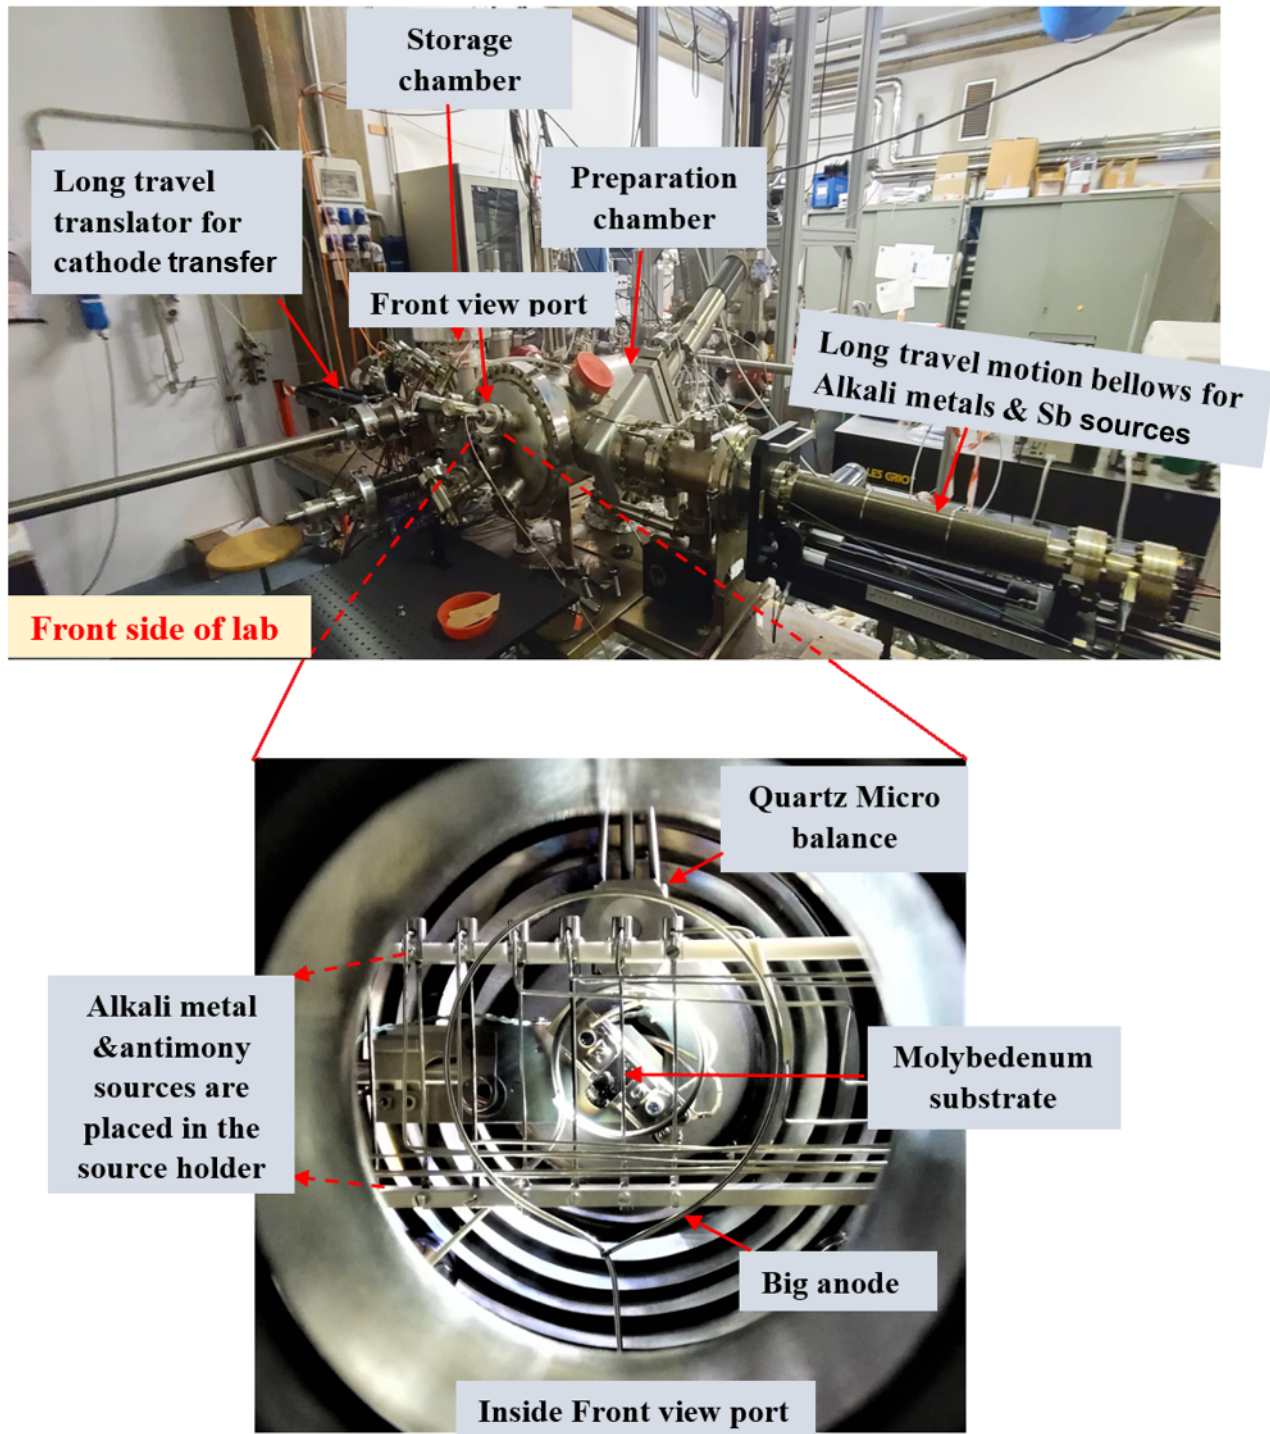 Storage
chamber
Long travel
translator for
cathode transfer
Preparation
chamber
Front view port
Long travel motion bellows for
Alkali metals & Sb sources
LES GRIOT
Front side of lab
Quartz Micro
balance
Alkali metal
&antimony
sources are
placed in the
source holder
Molybedenum
substrate
Big anode
Inside Front view port